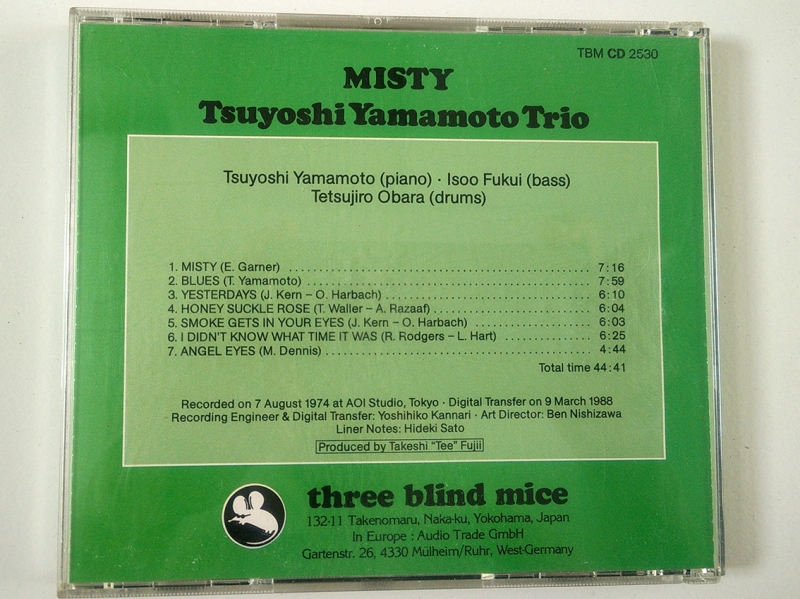 TBM CD 2530
MISTY
Tsuyoshi Yamamoto Trio
Tsuyoshi Yamamoto (piano) · Isoo Fukui (bass)
Tetsujiro Obara (drums)
1. MISTY (E. Garner) ........ 7:16
2. BLUES (T. Yamamoto) ........ 7:59
3. YESTERDAYS (J. Kern – O. Harbach) ........ 6:10
4. HONEY SUCKLE ROSE (T. Waller – A. Razaaf) ........ 6:04
5. SMOKE GETS IN YOUR EYES (J. Kern – O. Harbach) ........ 6:03
6. I DIDN'T KNOW WHAT TIME IT WAS (R. Rodgers – L. Hart) ........ 6:25
7. ANGEL EYES (M. Dennis) ........ 4:44
Total time 44:41
Recorded on 7 August 1974 at AOI Studio, Tokyo · Digital Transfer on 9 March 1988
Recording Engineer & Digital Transfer: Yoshihiko Kannari · Art Director: Ben Nishizawa
Liner Notes: Hideki Sato
Produced by Takeshi "Tee" Fujii
three blind mice
132-11 Takenomaru, Naka-ku, Yokohama, Japan
In Europe : Audio Trade GmbH
Gartenstr. 26, 4330 Mülheim/Ruhr, West-Germany